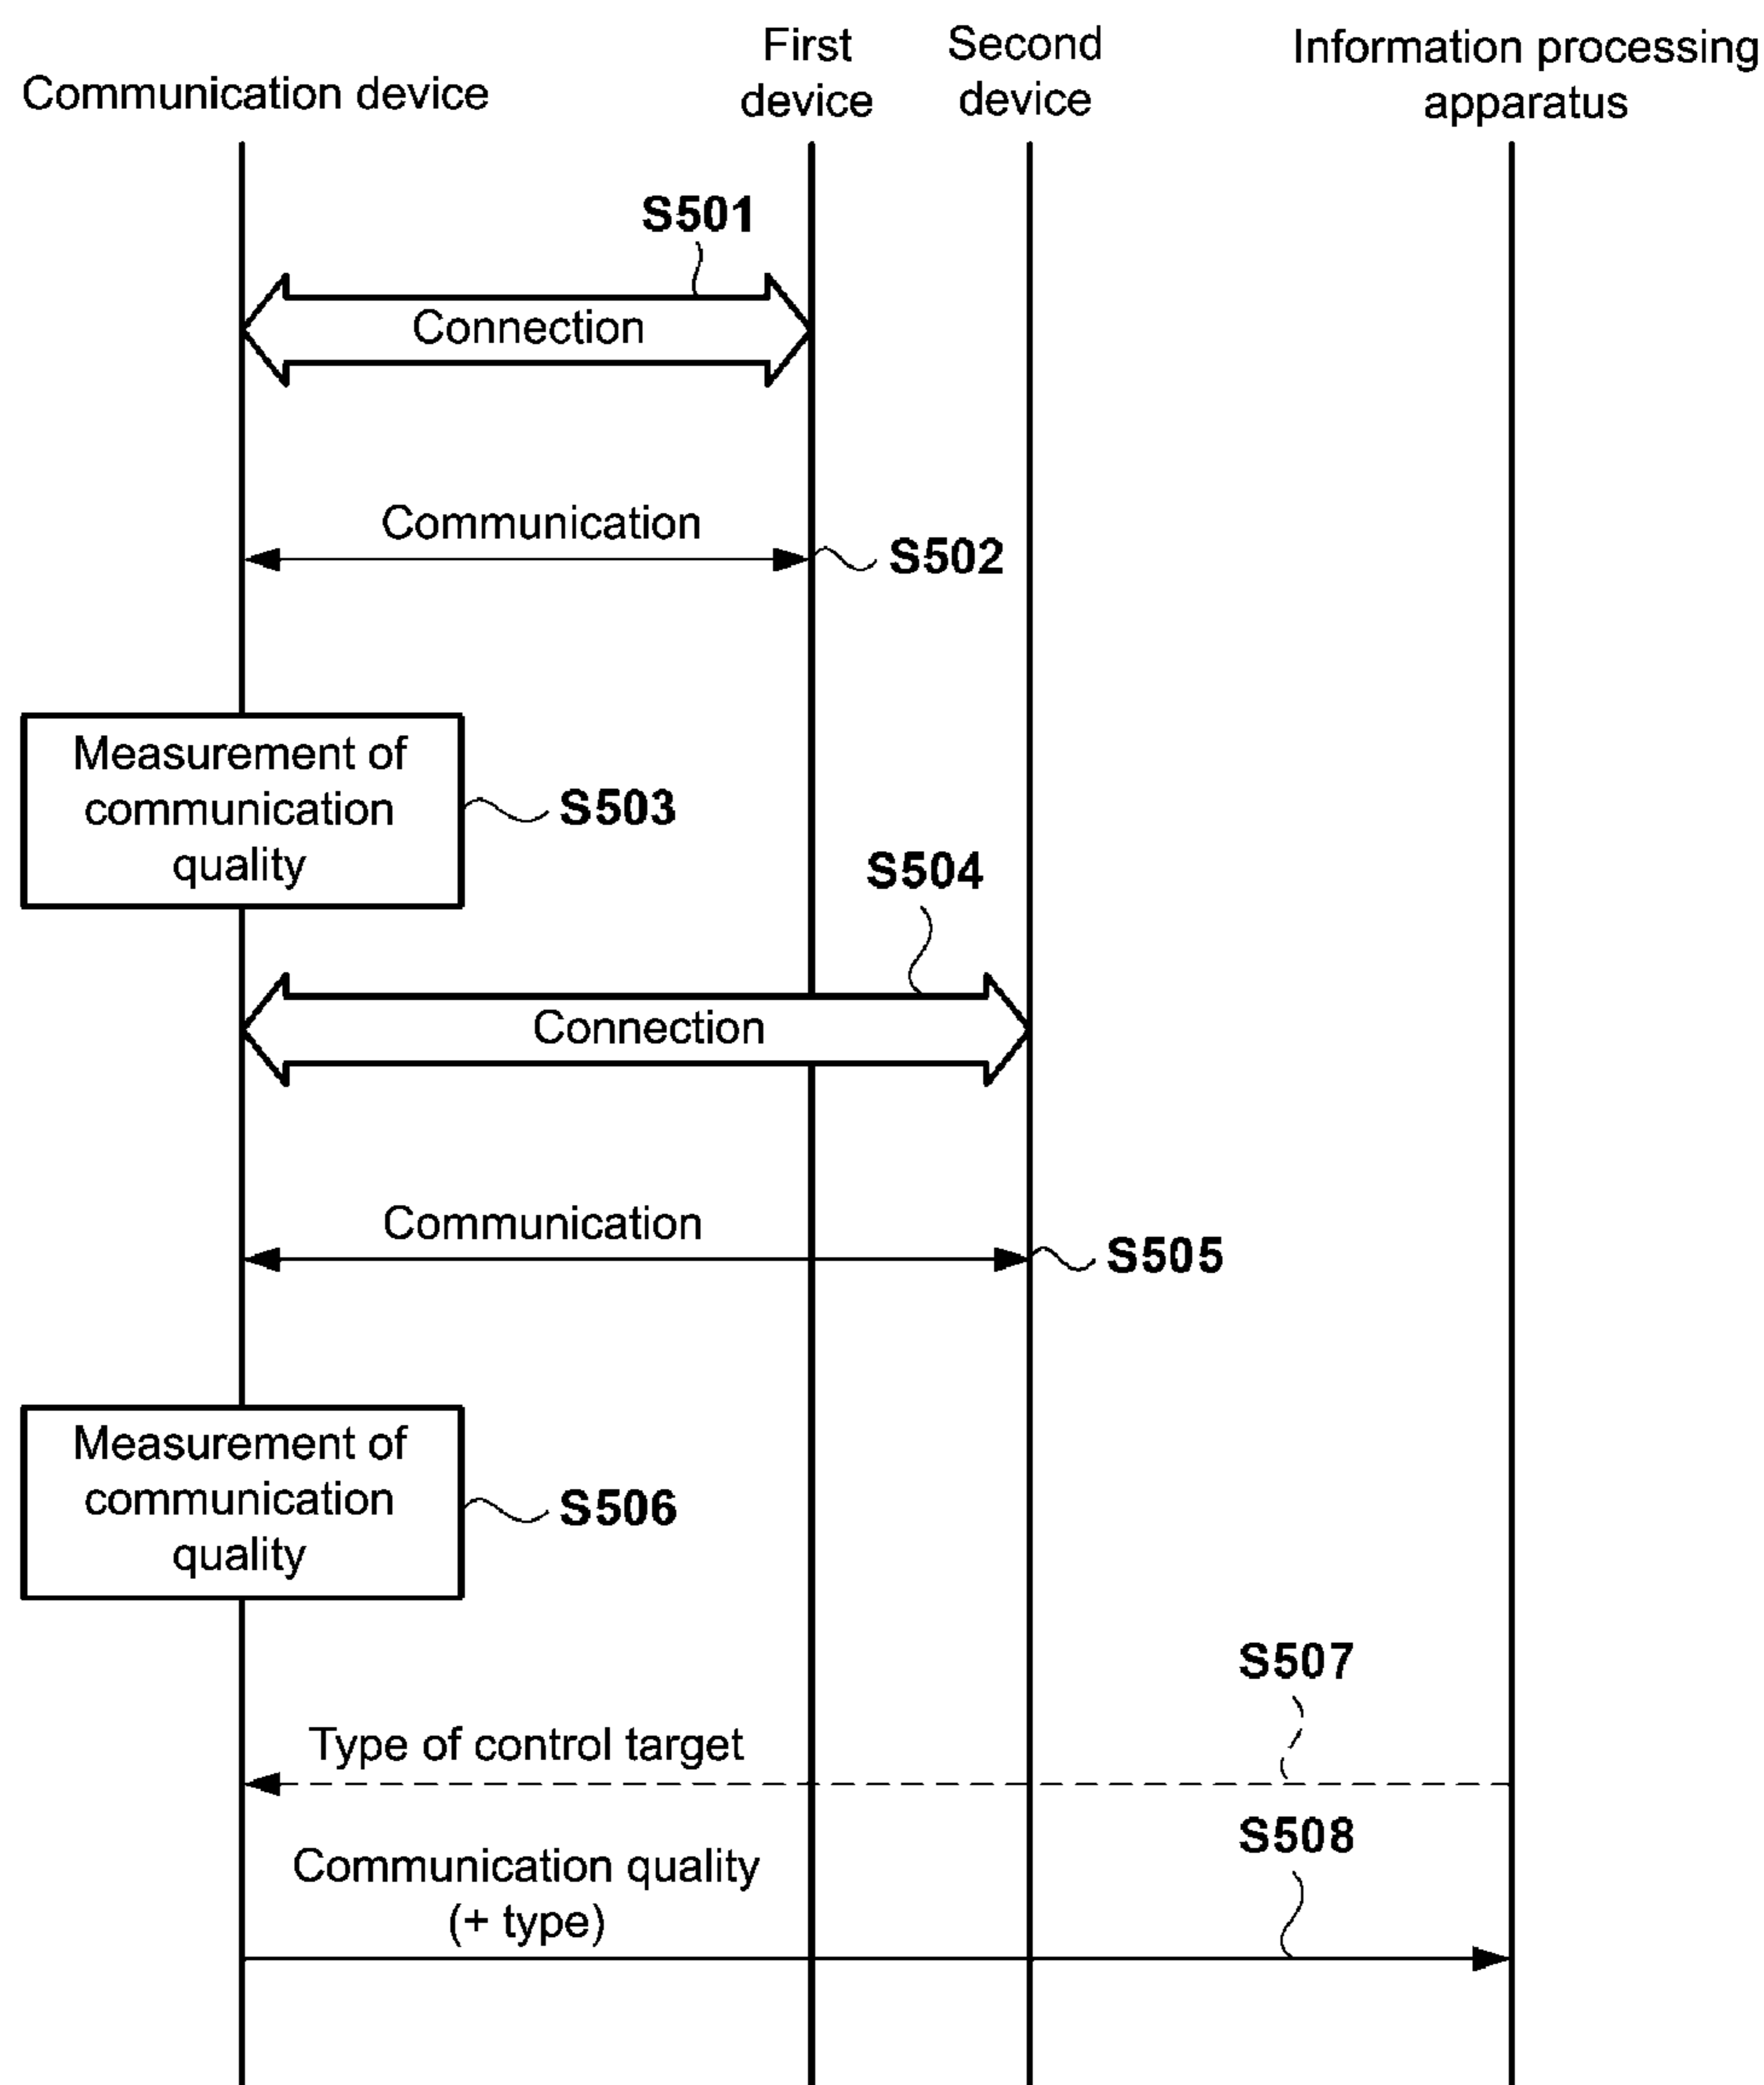 Communication device
First
device
Second
device
Information processing
apparatus
S501
Connection
Communication
S502
Measurement of
communication
quality
S503
S504
Connection
Communication
S505
Measurement of
communication
quality
S506
S507
Type of control target
S508
Communication quality
(+ type)